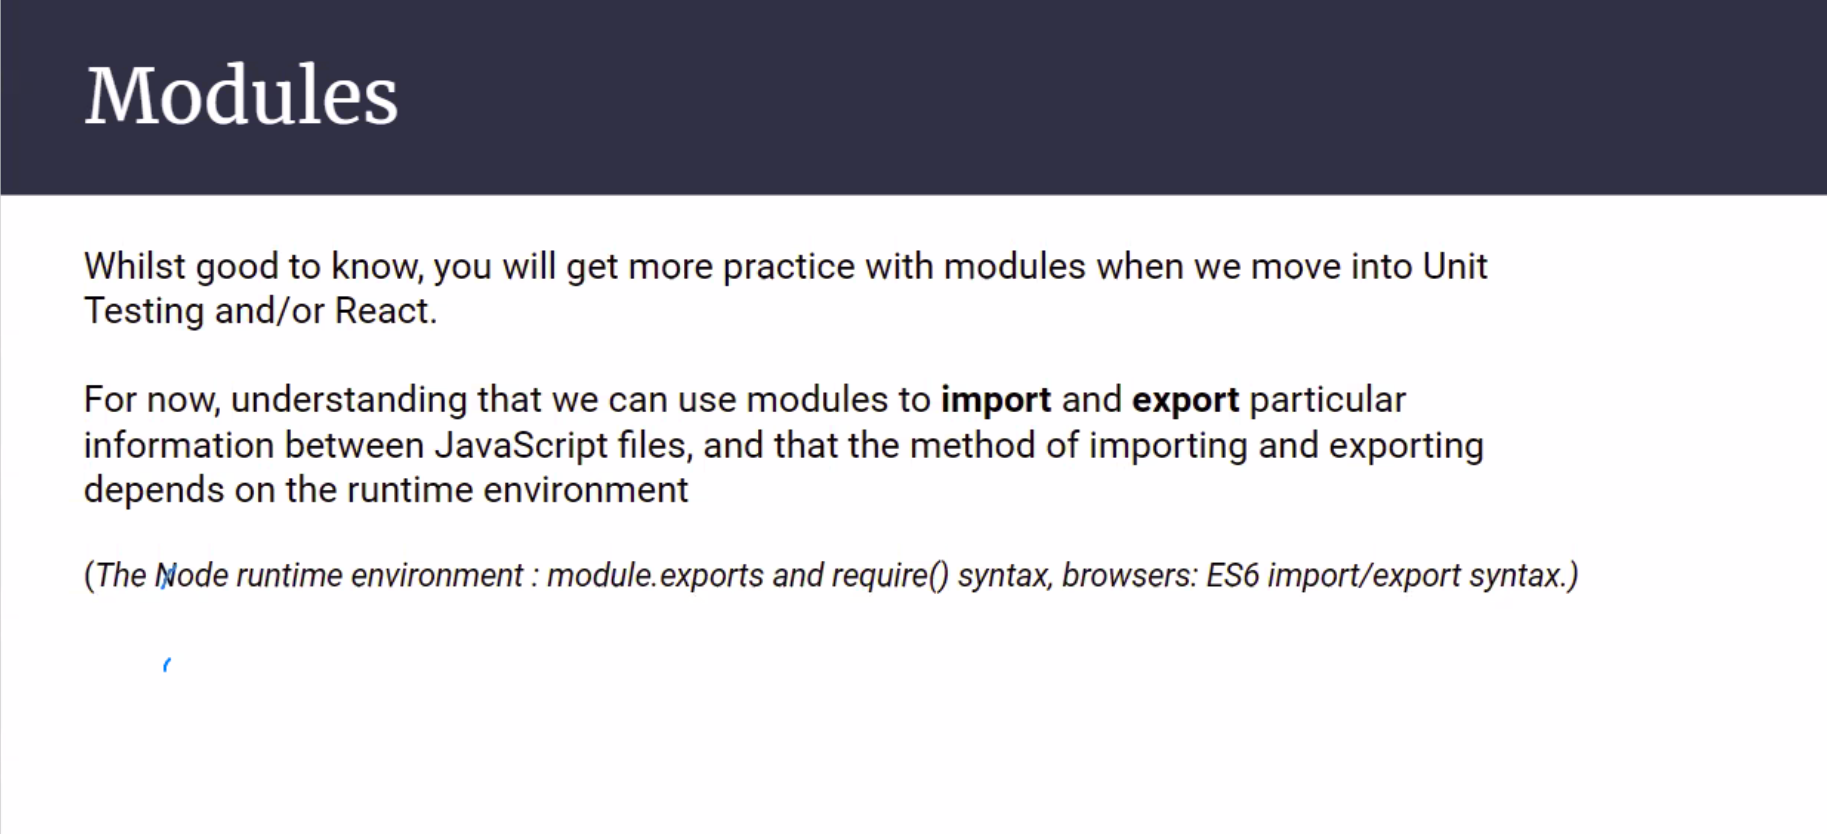 Modules
Whilst good to know, you will get more practice with modules when we move into Unit
Testing and/or React.
For now, understanding that we can use modules to import and export particular
information between JavaScript files, and that the method of importing and exporting
depends on the runtime environment
(The Node runtime environment : module.exports and require() syntax, browsers: ES6 import/export syntax.)